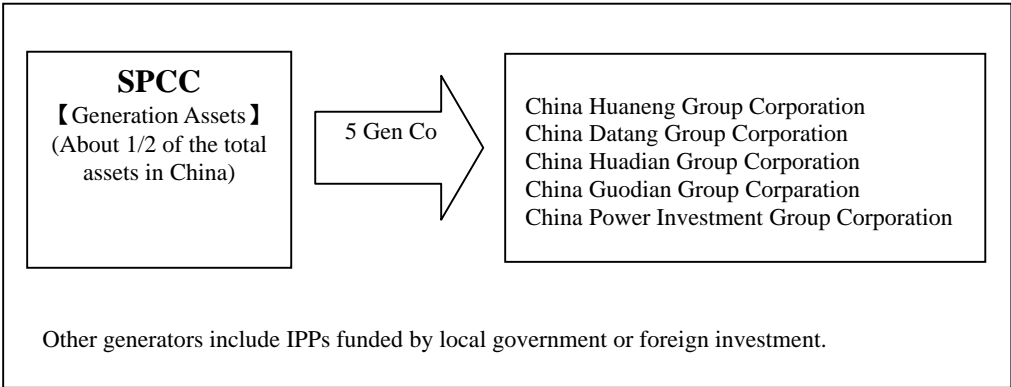 SPCC
【Generation Assets】
(About 1/2 of the total
assets in China)
5 Gen Co
China Huaneng Group Corporation
China Datang Group Corporation
China Huadian Group Corporation
China Guodian Group Corparation
China Power Investment Group Corporation
Other generators include IPPs funded by local government or foreign investment.